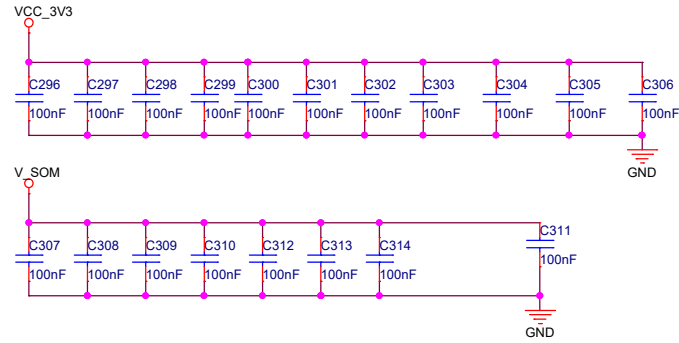 VCC_3V3
C296 C297 C298 C299 C300 C301 C302 C303 C304 C305 C306
100nF 100nF 100nF 100nF 100nF 100nF 100nF 100nF 100nF 100nF 100nF
GND
V_SOM
C307 C308 C309 C310 C312 C313 C314 C311
100nF 100nF 100nF 100nF 100nF 100nF 100nF 100nF
GND